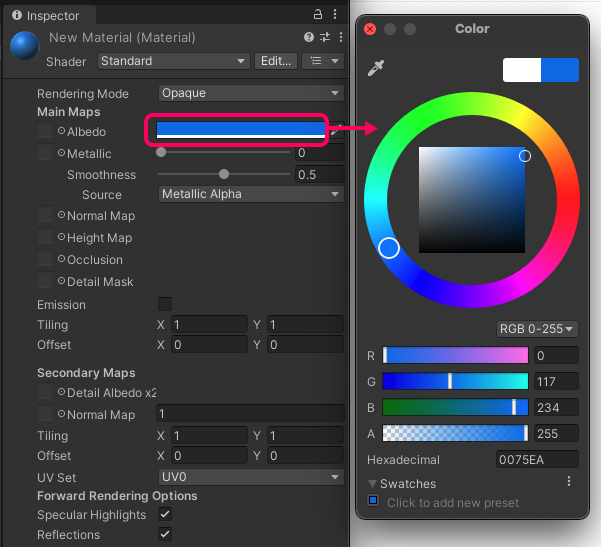 Inspector
New Material (Material)
Shader Standard Edit...
Rendering Mode Opaque
Main Maps
Albedo
Metallic 0
Smoothness 0.5
Source Metallic Alpha
Normal Map
Height Map
Occlusion
Detail Mask
Emission
Tiling X 1 Y 1
Offset X 0 Y 0
Secondary Maps
Detail Albedo x2
Normal Map 1
Tiling X 1 Y 1
Offset X 0 Y 0
UV Set UV0
Forward Rendering Options
Specular Highlights
Reflections
Color
RGB 0-255
R 0
G 117
B 234
A 255
Hexadecimal 0075EA
Swatches
Click to add new preset